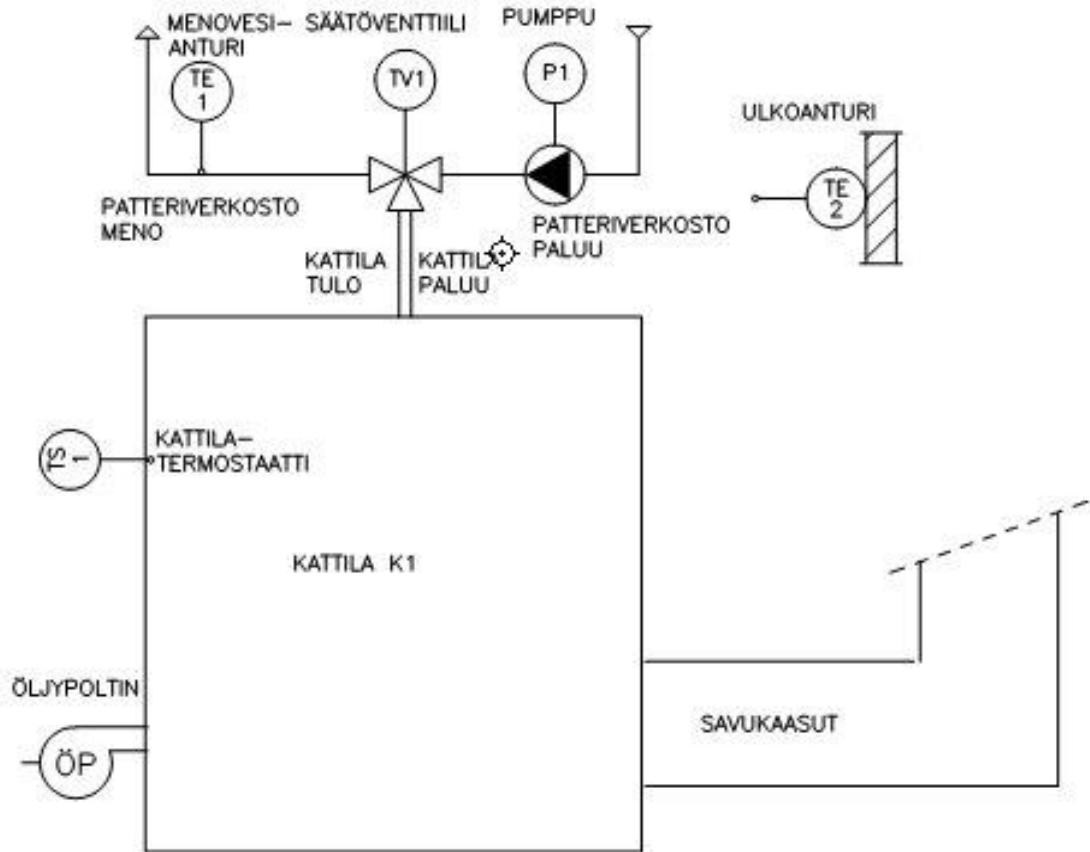 MENOVESI-
ANTURI
SÄÄTÖVENTTIILI
PUMPPU
TE
1
TV1
P1
ULKOANTURI
TE
2
PATTERIVERKOSTO
MENO
PATTERIVERKOSTO
PALUU
KATTILA
TULO
KATTILA
PALUU
TS
1
KATTILA-
TERMOSTAATTI
KATTILA K1
ÖLJYPOLTIN
ÖP
SAVUKAASUT